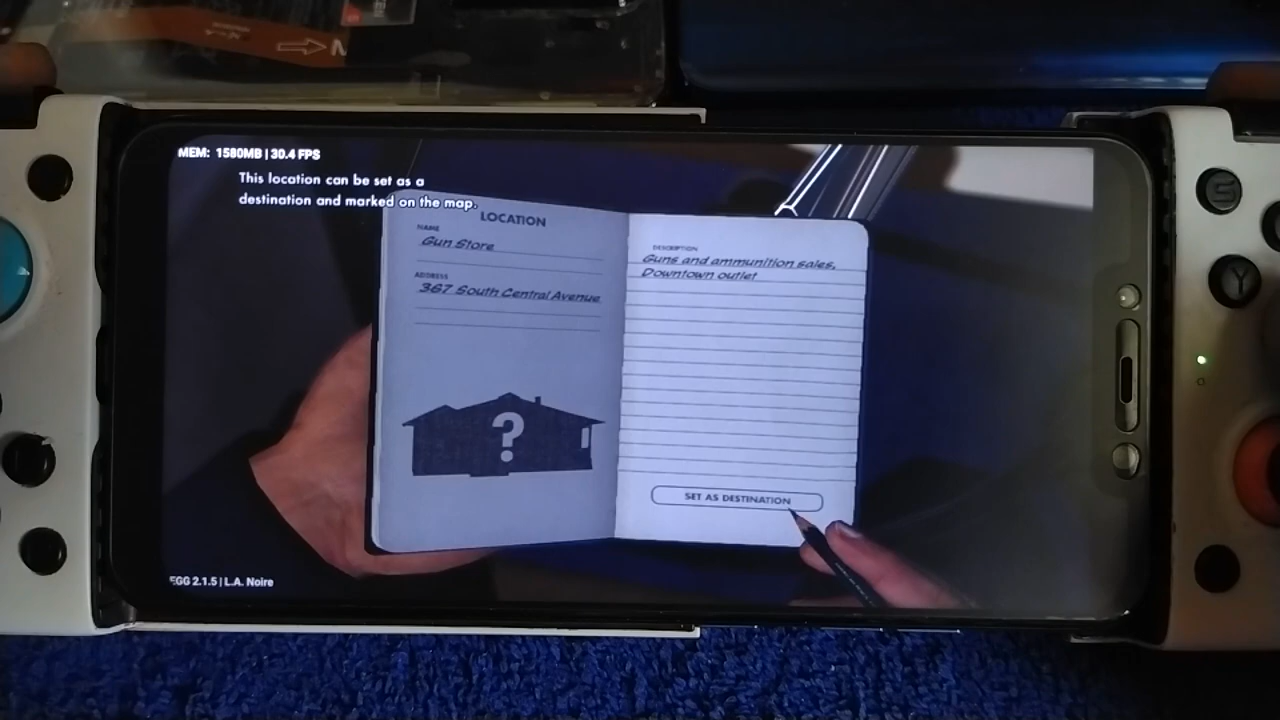 MEM: 1580MB | 30.4 FPS
This location can be set as a
destination and marked on the map.
LOCATION
NAME
Gun Store
ADDRESS
367 South Central Avenue
?
DESCRIPTION
Guns and ammunition sales,
Downtown outlet
SET AS DESTINATION
EGG 2.1.5 | L.A. Noire
S
Y